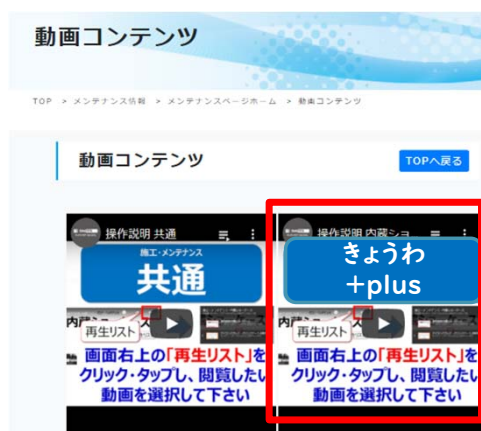 動画コンテンツ
TOP > メンテナンス情報 > メンテナンスページホーム > 動画コンテンツ
動画コンテンツ
TOPへ戻る
操作説明 共通
施工・メンテナンス
共通
再生リスト
画面右上の「再生リスト」を
クリック・タップし、閲覧したい
動画を選択して下さい
操作説明 内蔵ショ
きょうわ
+plus
再生リスト
画面右上の「再生リスト」を
クリック・タップし、閲覧したい
動画を選択して下さい